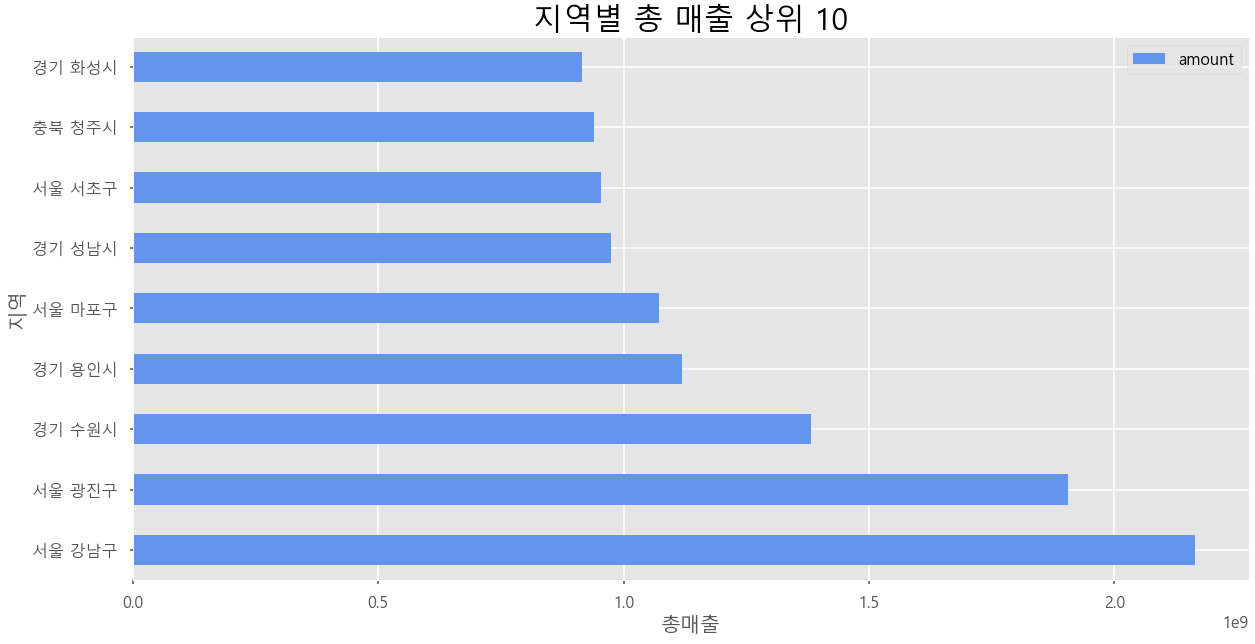 지역별 총 매출 상위 10
amount
경기 화성시
충북 청주시
서울 서초구
경기 성남시
서울 마포구
경기 용인시
경기 수원시
서울 광진구
서울 강남구
지역
0.0 0.5 1.0 1.5 2.0
1e9
총매출